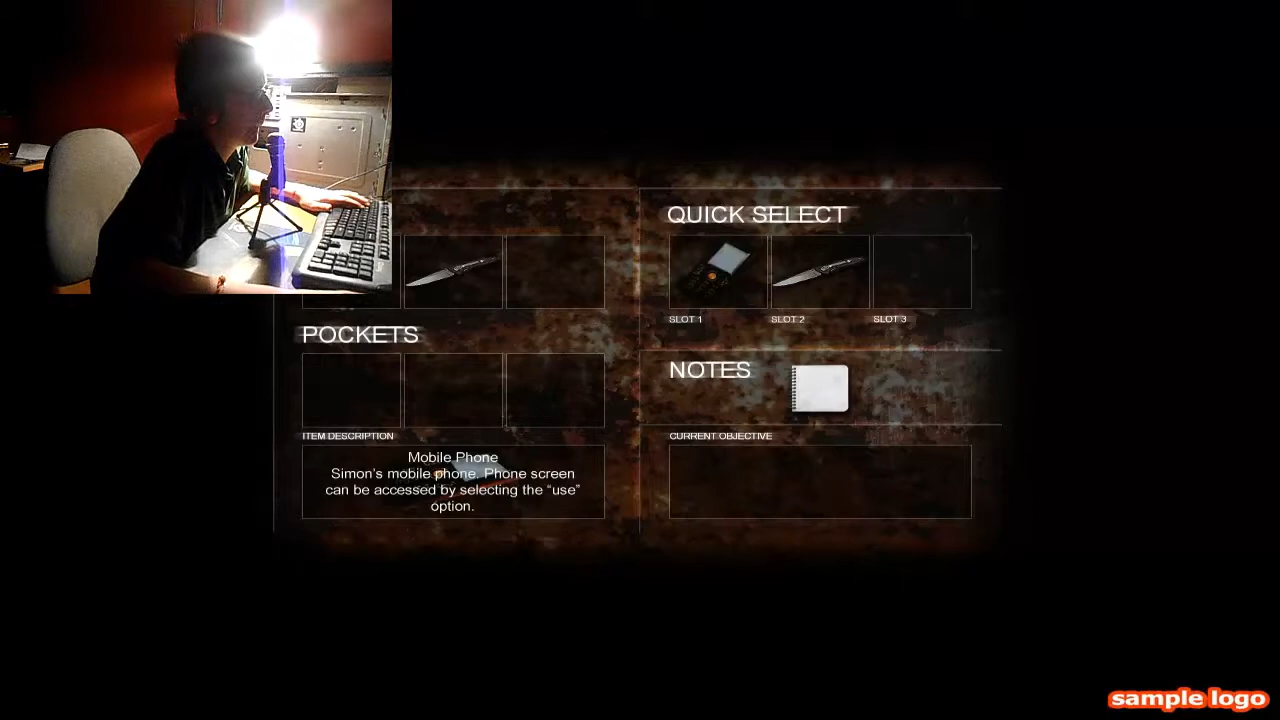 QUICK SELECT
SLOT 1
SLOT 2
SLOT 3
POCKETS
NOTES
ITEM DESCRIPTION
Mobile Phone
Simon's mobile phone. Phone screen
can be accessed by selecting the “use”
option.
CURRENT OBJECTIVE
sample logo